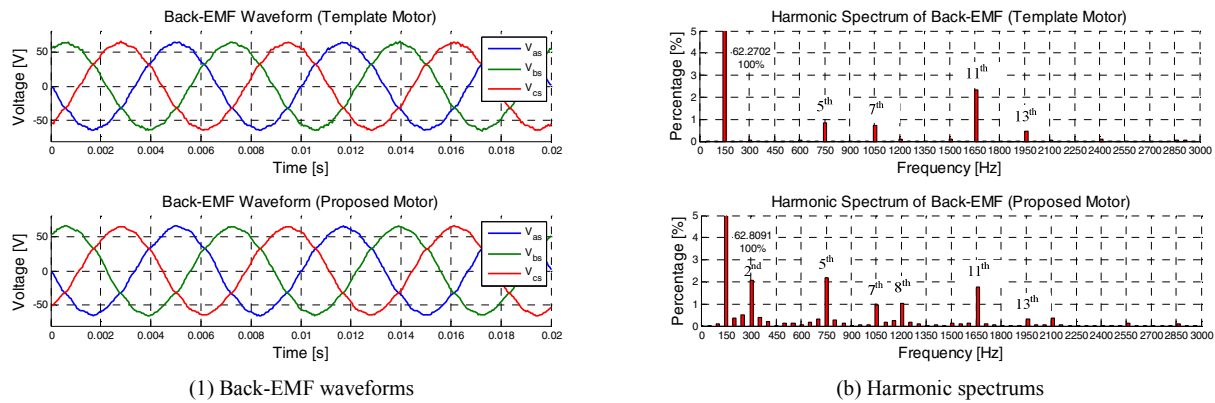 Back-EMF Waveform (Template Motor)
Voltage [V]
50
0
-50
V_as
V_bs
V_cs
0 0.002 0.004 0.006 0.008 0.01 0.012 0.014 0.016 0.018 0.02
Time [s]
Back-EMF Waveform (Proposed Motor)
Voltage [V]
50
0
-50
V_as
V_bs
V_cs
0 0.002 0.004 0.006 0.008 0.01 0.012 0.014 0.016 0.018 0.02
Time [s]
(1) Back-EMF waveforms
Harmonic Spectrum of Back-EMF (Template Motor)
Percentage [%]
5
4
3
2
1
0
62.2702
100%
5th
7th
11th
13th
0 150 300 450 600 750 900 1050 1200 1350 1500 1650 1800 1950 2100 2250 2400 2550 2700 2850 3000
Frequency [Hz]
Harmonic Spectrum of Back-EMF (Proposed Motor)
Percentage [%]
5
4
3
2
1
0
62.8091
100%
2nd
5th
7th
8th
11th
13th
0 150 300 450 600 750 900 1050 1200 1350 1500 1650 1800 1950 2100 2250 2400 2550 2700 2850 3000
Frequency [Hz]
(b) Harmonic spectrums